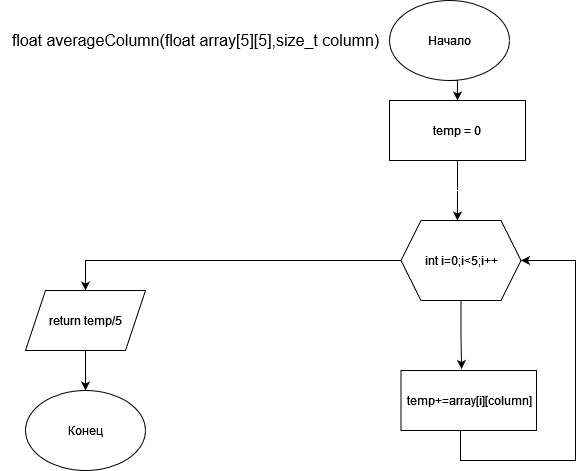 float averageColumn(float array[5][5],size_t column)
Начало
temp = 0
int i=0;i<5;i++
return temp/5
temp+=array[i][column]
Конец